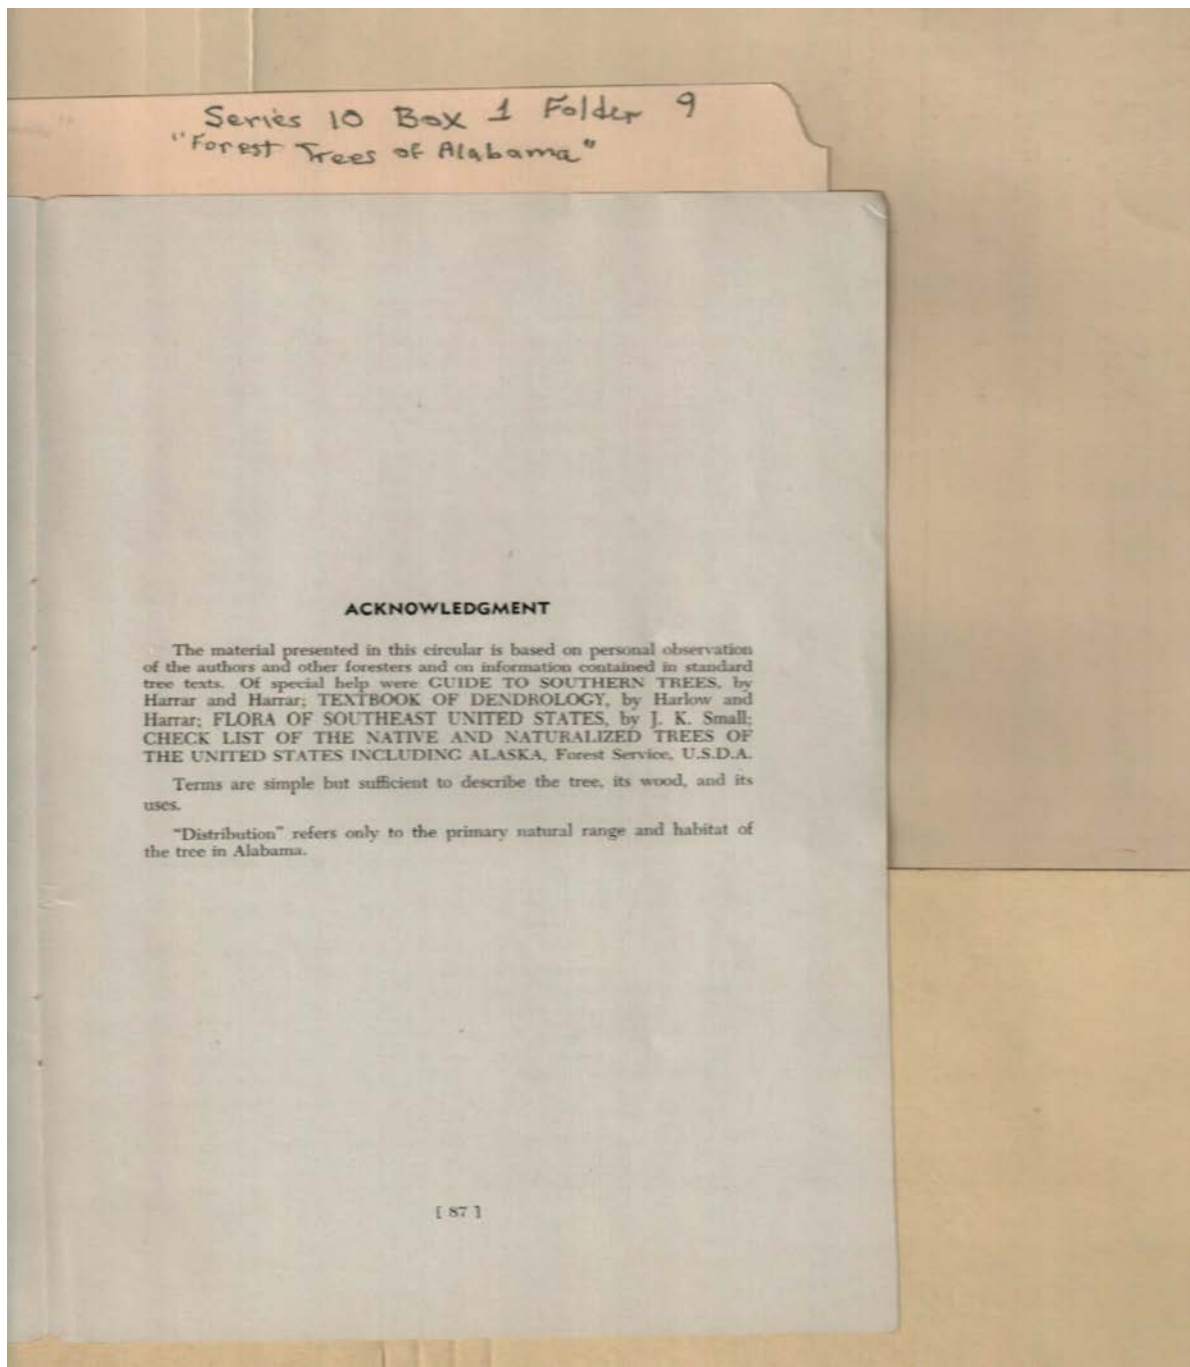 Series 10 Box 1 Folder 9
"Forest Trees of Alabama"
ACKNOWLEDGMENT
The material presented in this circular is based on personal observation
of the authors and other foresters and on information contained in standard
tree texts. Of special help were GUIDE TO SOUTHERN TREES, by
Harrar and Harrar; TEXTBOOK OF DENDROLOGY, by Harlow and
Harrar; FLORA OF SOUTHEAST UNITED STATES, by J. K. Small;
CHECK LIST OF THE NATIVE AND NATURALIZED TREES OF
THE UNITED STATES INCLUDING ALASKA, Forest Service, U.S.D.A.
Terms are simple but sufficient to describe the tree, its wood, and its
uses.
"Distribution" refers only to the primary natural range and habitat of
the tree in Alabama.
[ 87 ]